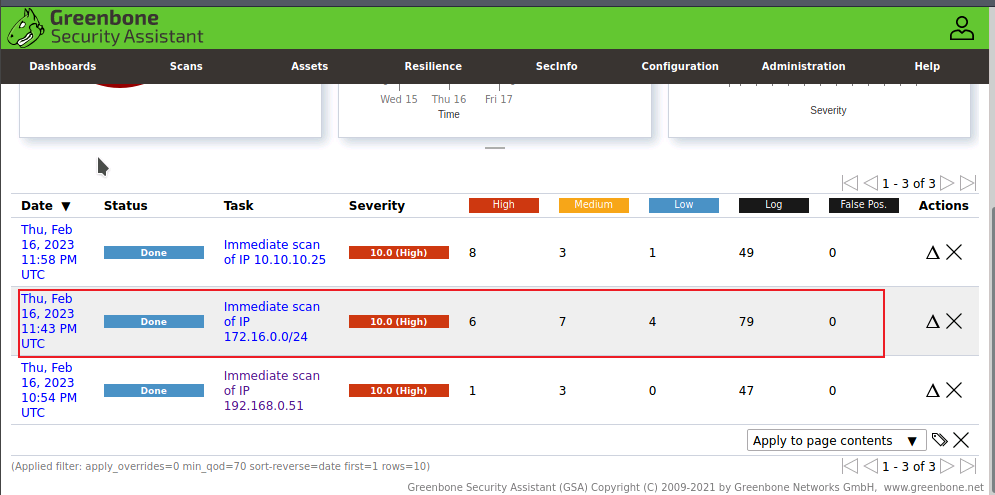 Greenbone
Security Assistant
Dashboards Scans Assets Resilience SecInfo Configuration Administration Help
Wed 15 Thu 16 Fri 17
Time
Severity
1 - 3 of 3
Date ▼ Status Task Severity High Medium Low Log False Pos. Actions
Thu, Feb
16, 2023
11:58 PM
UTC
Done
Immediate scan
of IP 10.10.10.25
10.0 (High)
8 3 1 49 0
Thu, Feb
16, 2023
11:43 PM
UTC
Done
Immediate scan
of IP
172.16.0.0/24
10.0 (High)
6 7 4 79 0
Thu, Feb
16, 2023
10:54 PM
UTC
Done
Immediate scan
of IP
192.168.0.51
10.0 (High)
1 3 0 47 0
Apply to page contents ▼
(Applied filter: apply_overrides=0 min_qod=70 sort-reverse=date first=1 rows=10)
1 - 3 of 3
Greenbone Security Assistant (GSA) Copyright (C) 2009-2021 by Greenbone Networks GmbH, www.greenbone.net